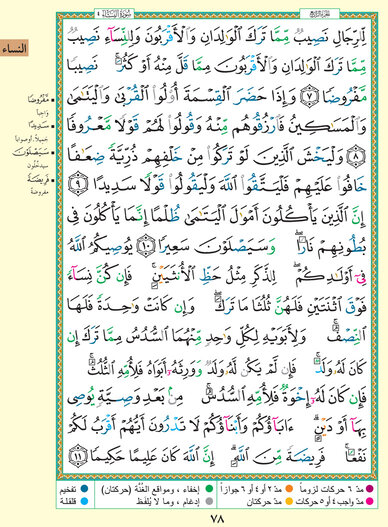 الجزء الرابع
سورة النساء ٤
النساء
لِّلرِّجَالِ نَصِيبٌ مِّمَّا تَرَكَ الْوَالِدَانِ وَالْأَقْرَبُونَ وَلِلنِّسَاءِ نَصِيبٌ
مِّمَّا تَرَكَ الْوَالِدَانِ وَالْأَقْرَبُونَ مِمَّا قَلَّ مِنْهُ أَوْ كَثُرَ ۚ نَصِيبًا
مَّفْرُوضًا ٧ وَإِذَا حَضَرَ الْقِسْمَةَ أُولُوا الْقُرْبَىٰ وَالْيَتَامَىٰ
وَالْمَسَاكِينُ فَارْزُقُوهُم مِّنْهُ وَقُولُوا لَهُمْ قَوْلًا مَّعْرُوفًا
٨ وَلْيَخْشَ الَّذِينَ لَوْ تَرَكُوا مِنْ خَلْفِهِمْ ذُرِّيَّةً ضِعَافًا
خَافُوا عَلَيْهِمْ فَلْيَتَّقُوا اللَّهَ وَلْيَقُولُوا قَوْلًا سَدِيدًا ٩
إِنَّ الَّذِينَ يَأْكُلُونَ أَمْوَالَ الْيَتَامَىٰ ظُلْمًا إِنَّمَا يَأْكُلُونَ فِي
بُطُونِهِمْ نَارًا ۖ وَسَيَصْلَوْنَ سَعِيرًا ١٠ يُوصِيكُمُ اللَّهُ
فِي أَوْلَادِكُمْ ۖ لِلذَّكَرِ مِثْلُ حَظِّ الْأُنثَيَيْنِ ۚ فَإِن كُنَّ نِسَاءً
فَوْقَ اثْنَتَيْنِ فَلَهُنَّ ثُلُثَا مَا تَرَكَ ۖ وَإِن كَانَتْ وَاحِدَةً فَلَهَا
النِّصْفُ ۚ وَلِأَبَوَيْهِ لِكُلِّ وَاحِدٍ مِّنْهُمَا السُّدُسُ مِمَّا تَرَكَ إِن
كَانَ لَهُ وَلَدٌ ۚ فَإِن لَّمْ يَكُن لَّهُ وَلَدٌ وَوَرِثَهُ أَبَوَاهُ فَلِأُمِّهِ الثُّلُثُ ۚ
فَإِن كَانَ لَهُ إِخْوَةٌ فَلِأُمِّهِ السُّدُسُ ۚ مِن بَعْدِ وَصِيَّةٍ يُوصِي
بِهَا أَوْ دَيْنٍ ۗ آبَاؤُكُمْ وَأَبْنَاؤُكُمْ لَا تَدْرُونَ أَيُّهُمْ أَقْرَبُ لَكُمْ
نَفْعًا ۚ فَرِيضَةً مِّنَ اللَّهِ ۗ إِنَّ اللَّهَ كَانَ عَلِيمًا حَكِيمًا ١١
مَّفْرُوضًا
واجباً
سَدِيدًا
جميلاً، أو صواباً
سَيَصْلَوْنَ
سيدخلون
فَرِيضَةً
مفروضة
مدّ ٦ حركات لزوماً
مدّ ٢ أو ٤ أو ٦ جوازاً
إخفاء، ومواقع الغُنَّة (حركتان)
تفخيم
مدّ واجب ٤ أو ٥ حركات
مدّ حركتان
إدغام، وما لا يُلفَظ
قلقلة
٧٨